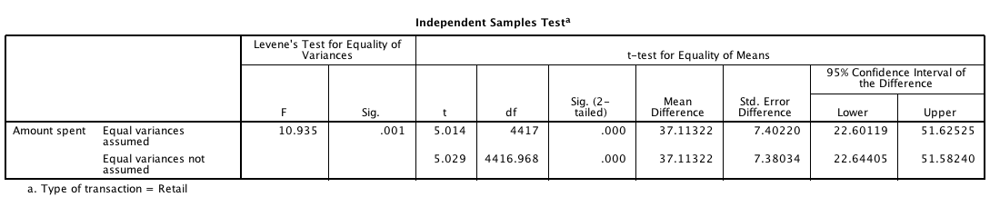 Independent Samples Testᵃ
Levene's Test for Equality of Variances
t-test for Equality of Means
95% Confidence Interval of the Difference
F Sig. t df Sig. (2-tailed) Mean Difference Std. Error Difference Lower Upper
Amount spent Equal variances assumed 10.935 .001 5.014 4417 .000 37.11322 7.40220 22.60119 51.62525
Equal variances not assumed 5.029 4416.968 .000 37.11322 7.38034 22.64405 51.58240
a. Type of transaction = Retail